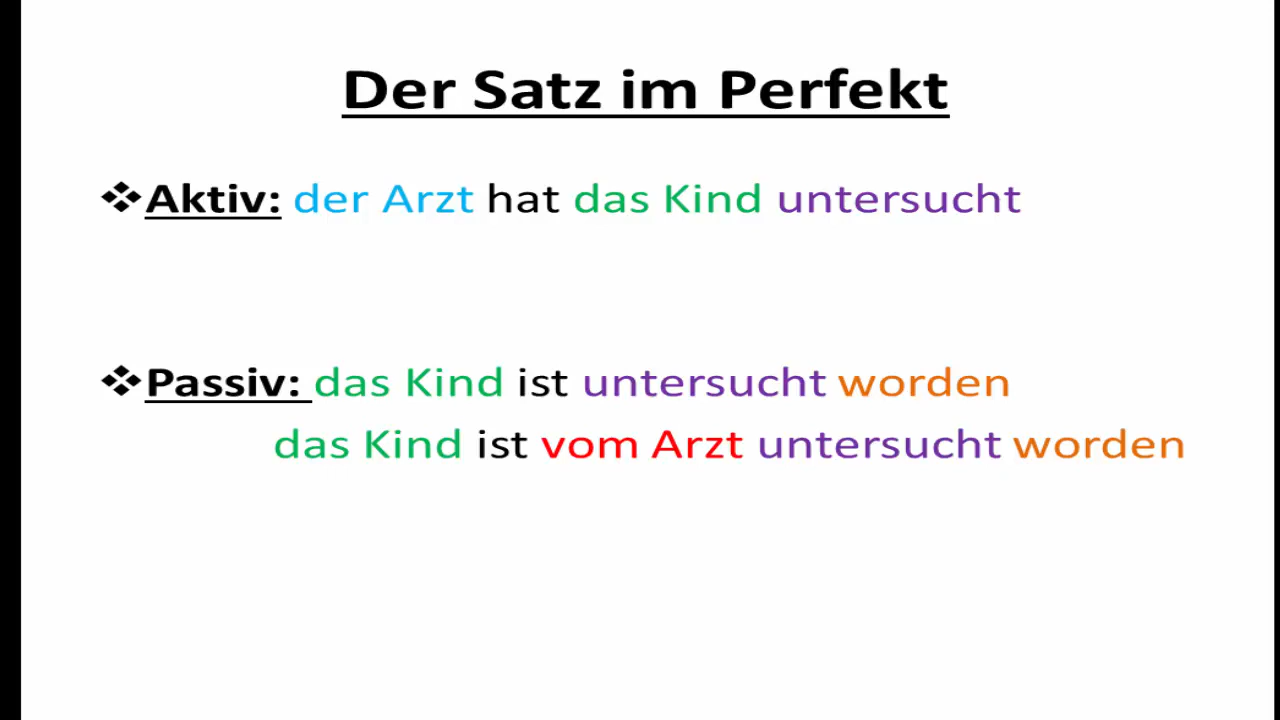 Der Satz im Perfekt
❖Aktiv: der Arzt hat das Kind untersucht
❖Passiv: das Kind ist untersucht worden
das Kind ist vom Arzt untersucht worden